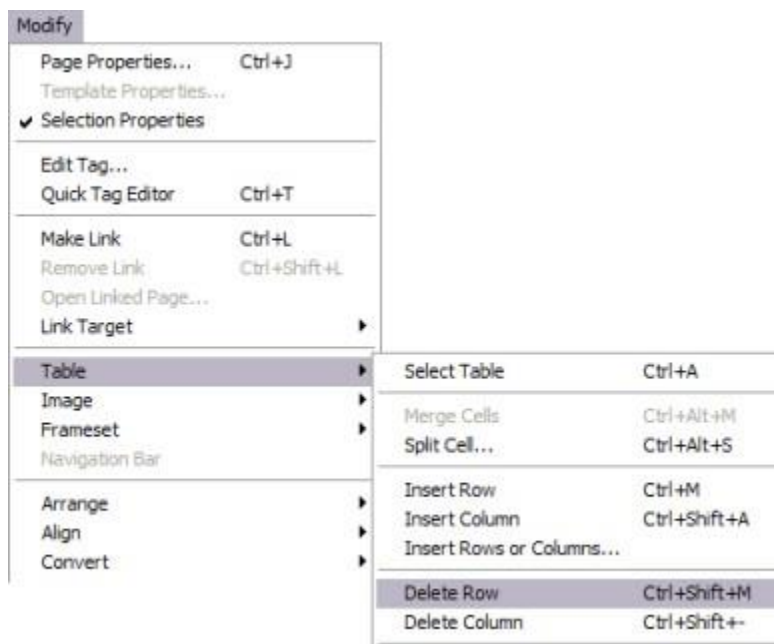 Modify
Page Properties... Ctrl+J
Template Properties...
Selection Properties
Edit Tag...
Quick Tag Editor Ctrl+T
Make Link Ctrl+L
Remove Link Ctrl+Shift+L
Open Linked Page...
Link Target
Table
Image
Frameset
Navigation Bar
Arrange
Align
Convert
Select Table Ctrl+A
Merge Cells Ctrl+Alt+M
Split Cell... Ctrl+Alt+S
Insert Row Ctrl+M
Insert Column Ctrl+Shift+A
Insert Rows or Columns...
Delete Row Ctrl+Shift+M
Delete Column Ctrl+Shift+-